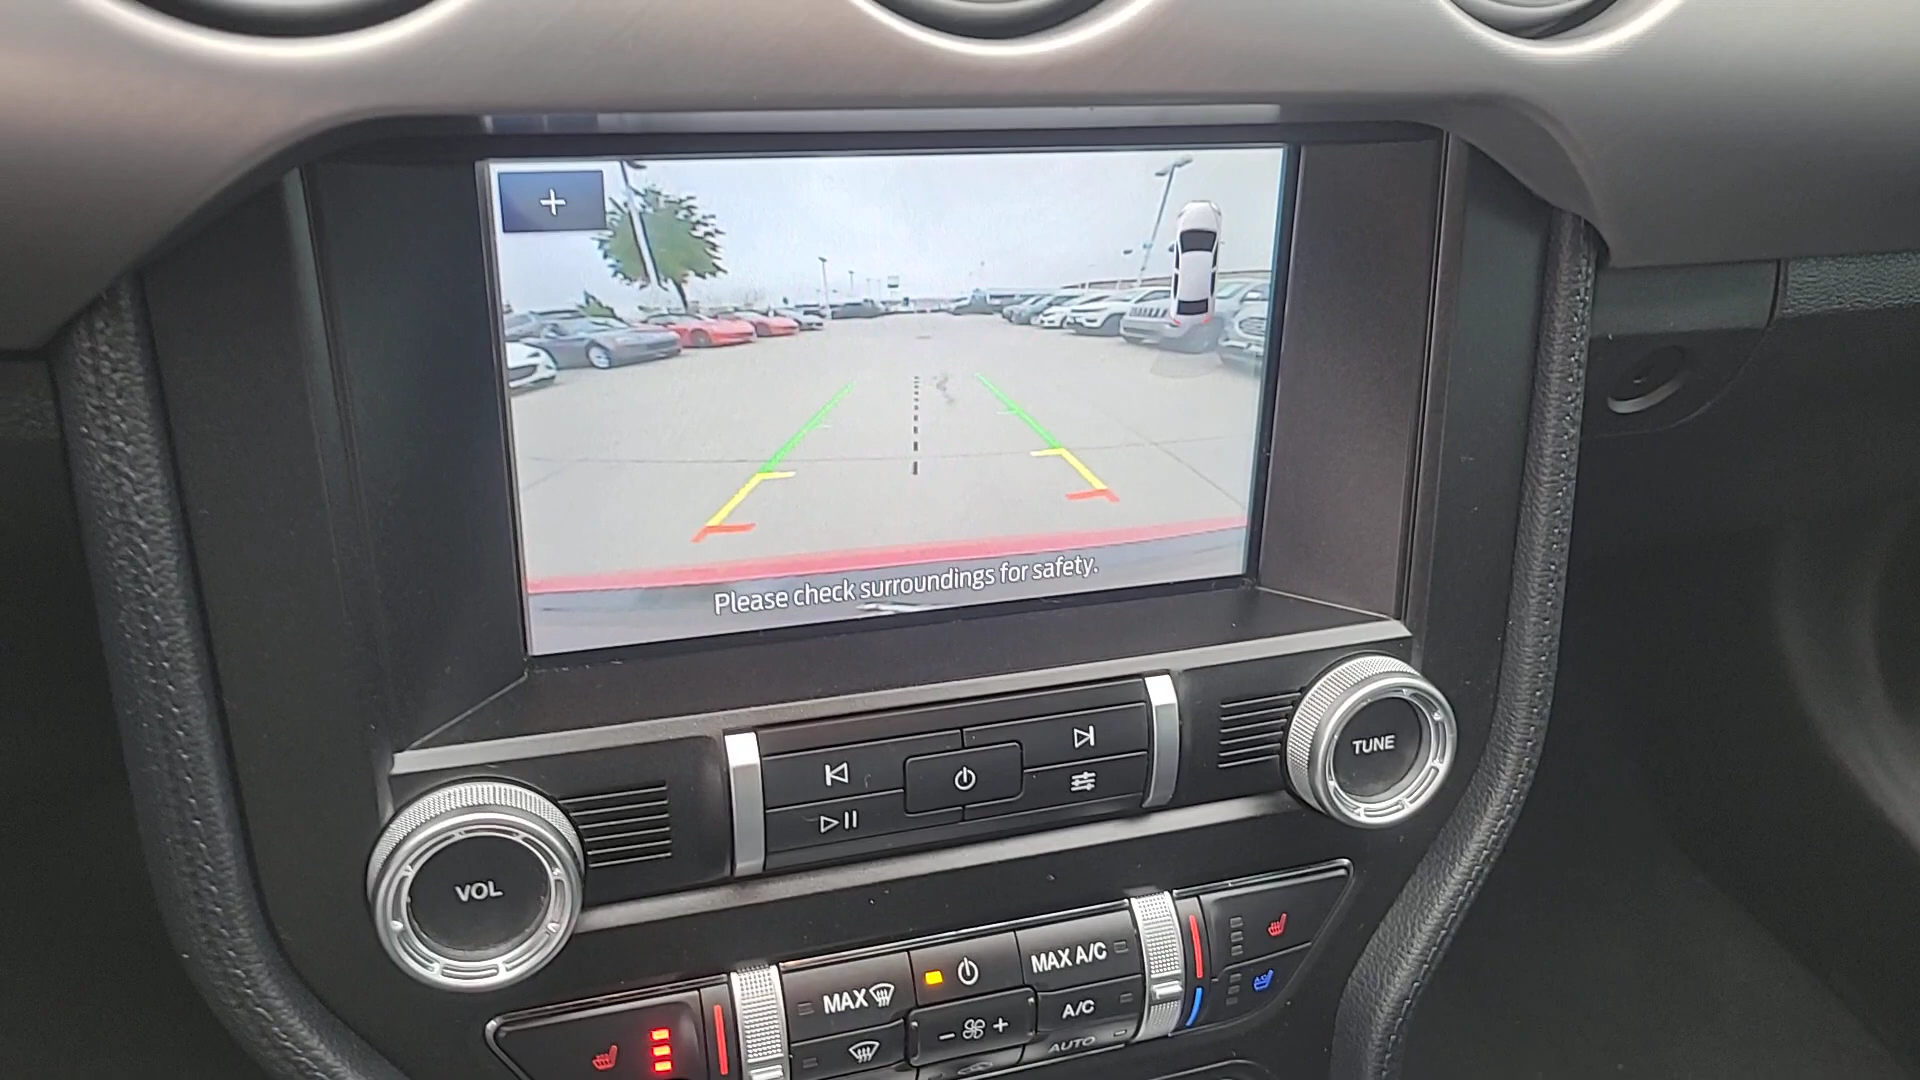 +
Please check surroundings for safety.
TUNE
VOL
MAX A/C
MAX
A/C
- +
AUTO